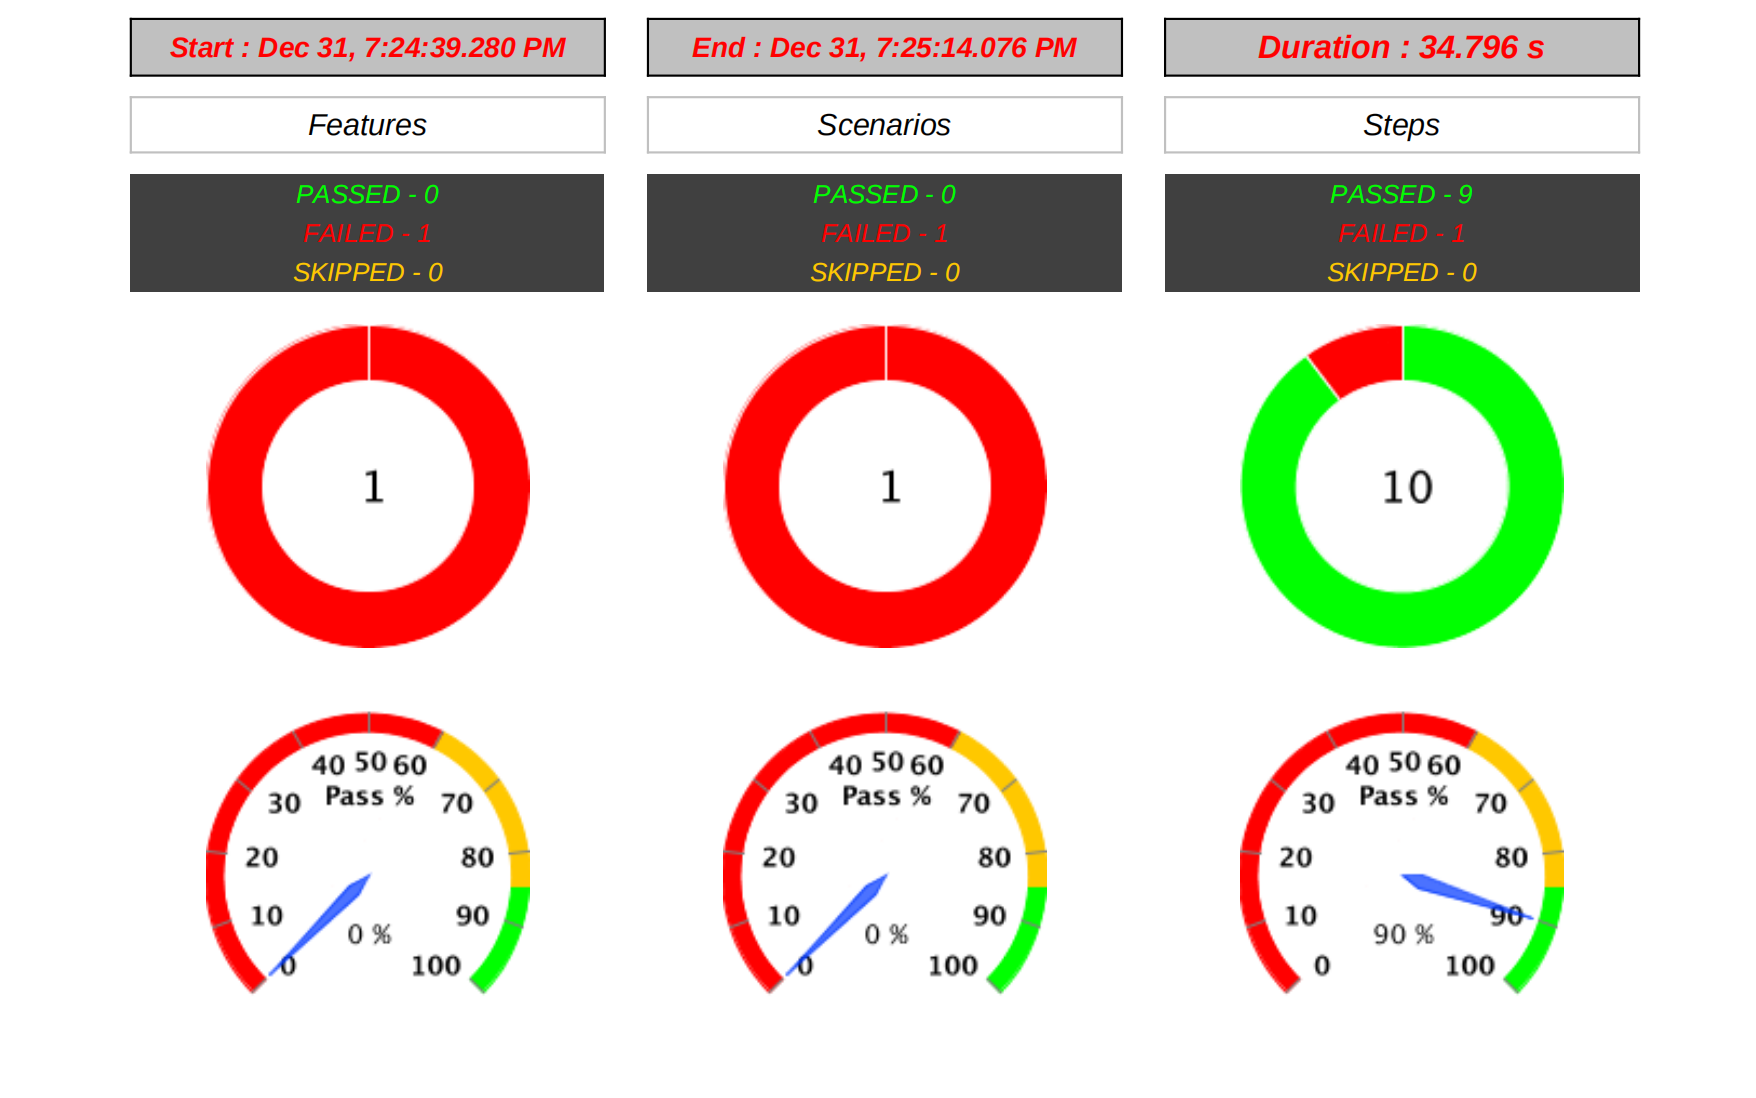 Start : Dec 31, 7:24:39.280 PM
End : Dec 31, 7:25:14.076 PM
Duration : 34.796 s
Features
Scenarios
Steps
PASSED - 0
FAILED - 1
SKIPPED - 0
PASSED - 0
FAILED - 1
SKIPPED - 0
PASSED - 9
FAILED - 1
SKIPPED - 0
1
1
10
40 50 60
Pass %
30 70
20 80
10 90
0 %
0 100
40 50 60
Pass %
30 70
20 80
10 90
0 %
0 100
40 50 60
Pass %
30 70
20 80
10 90
90 %
0 100